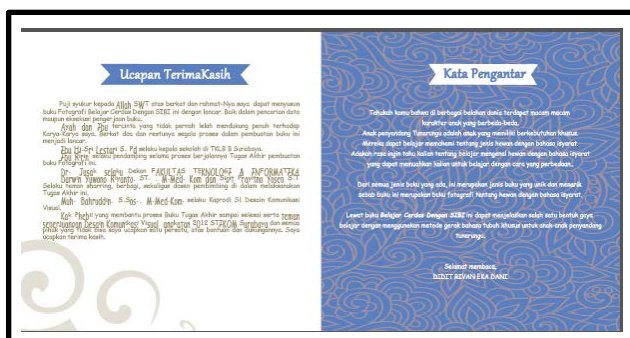 Ucapan TerimaKasih
Puji syukur kepada Allah SWT atas berkat dan rahmat-Nya saya dapat menyusun
buku Fotografi Belajar Cerdas Dengan SIBI ini dengan lancar. Baik dalam pencarian data
maupun eksekusi pengerjaan buku.
Ayah dan Ibu tercinta yang tidak pernah lelah mendukung penuh terhadap
Karya-Karya saya. Berkat doa dan restunya segala proses dalam pembuatan buku ini
menjadi lancar.
Ibu Hj Sri Lestari S. Pd selaku kepala sekolah di TKLB B Surabaya.
Ibu Ririn selaku pendamping selama proses berjalannya Tugas Akhir pembuatan
buku Fotografi ini.
Dr. Jusak selaku Dekan FAKULTAS TEKNOLOGI & INFORMATIKA
Darwin Yuwono Riyanto, ST. , M.Med. Kom dan Sigit Prayitno Yosep S.T
Selaku teman sharring, berbagi, sekaligus dosen pembimbing di dalam melaksanakan
Tugas Akhir ini.
Muh. Bahruddin, S.Sos., M.Med.Kom. selaku Kaprodi S1 Desain Komunikasi
Visual.
Kak yang membantu proses Buku Tugas Akhir sampai selesai serta teman
seperjuangan Desain Komunikasi Visual angkatan 2012 STIKOM Surabaya dan semua
pihak yang tidak bisa saya ucapkan satu persatu, atas bantuan dan dukungannya. Saya
ucapkan terima kasih.
Kata Pengantar
Tahukah kamu bahwa di berbagai belahan dunia terdapat macam macam
karakter anak yang berbeda-beda.
Anak penyandang Tunarungu adalah anak yang memiliki berkebutuhan khusus.
Mereka dapat belajar memahami tentang jenis hewan dengan bahasa isyarat.
Adakah rasa ingin tahu kalian tentang belajar mengenal hewan dengan bahasa isyarat
yang dapat memudahkan kalian untuk belajar dengan cara yang perbedaan.
Dari semua jenis buku yang ada, ini merupakan jenis buku yang unik dan menarik
sebab buku ini merupakan buku fotografi tentang hewan dengan bahasa isyarat.
Lewat buku Belajar Cerdas Dengan SIBI ini dapat menjelaskan salah satu bentuk gaya
belajar dengan menggunakan metode gerak bahasa tubuh khusus untuk anak-anak penyandang
tunarungu.
Selamat membaca,
DIDIT RIVAN EKA DANI